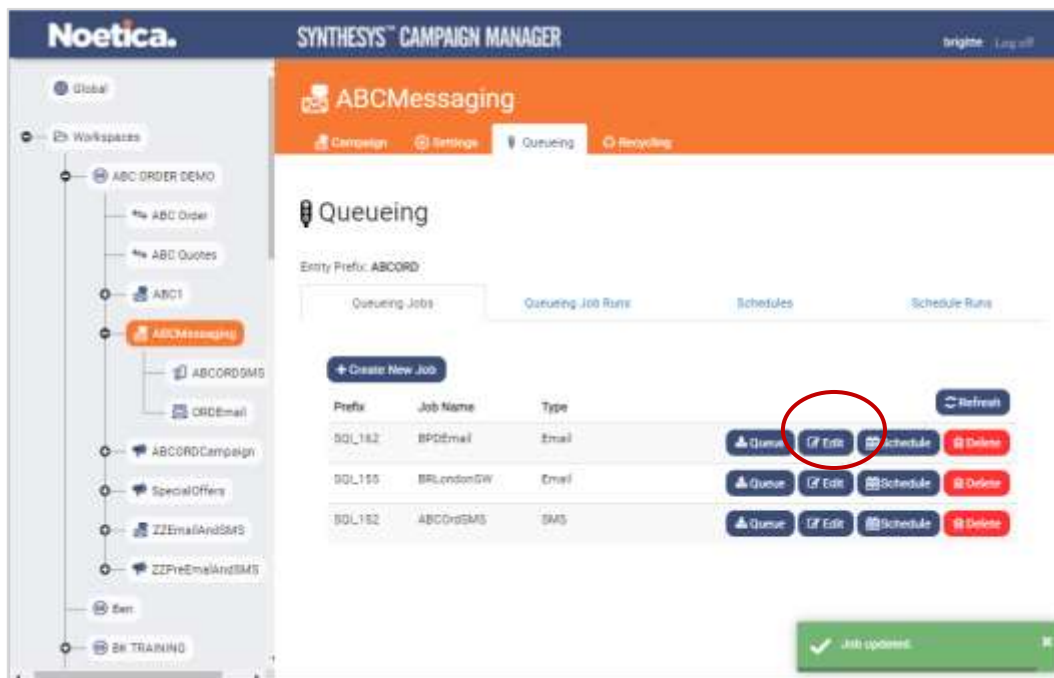 Noetica.
SYNTHESYS™ CAMPAIGN MANAGER
brigitte Log off
Global
Workspaces
ABC ORDER DEMO
ABC Order
ABC Quotes
ABC1
ABCMessaging
ABCORDSMS
ORDEmail
ABCORDCampaign
SpecialOffers
ZZEmailAndSMS
ZZPreEmailAndSMS
Ben
BK TRAINING
ABCMessaging
Campaign Settings Queueing Recycling
Queueing
Entity Prefix: ABCORD
Queueing Jobs Queueing Job Runs Schedules Schedule Runs
+ Create New Job
Refresh
Prefix Job Name Type
SQL_162 BPDEmail Email Queue Edit Schedule Delete
SQL_155 BRLondonSW Email Queue Edit Schedule Delete
SQL_152 ABCOrdSMS SMS Queue Edit Schedule Delete
Job updated. ×